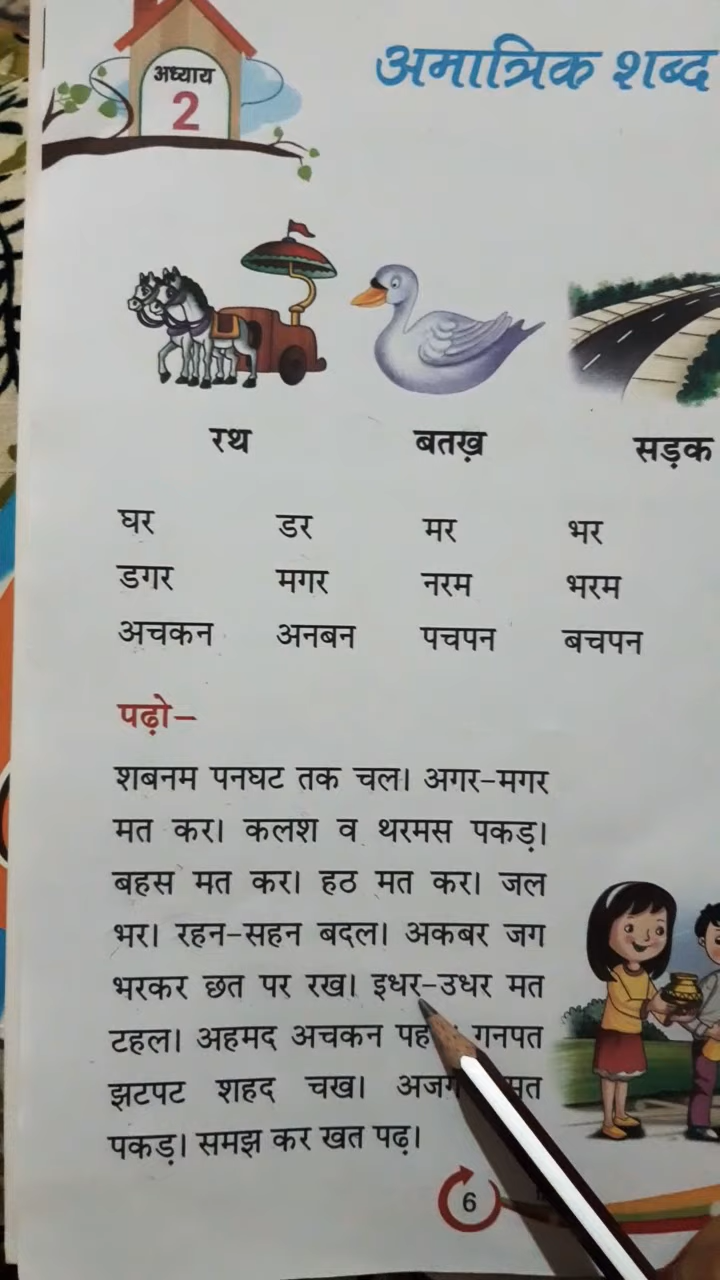 अध्याय
2
अमात्रिक शब्द
रथ बतख़ सड़क
घर डर मर भर
डगर मगर नरम भरम
अचकन अनबन पचपन बचपन
पढ़ो–
शबनम पनघट तक चल। अगर–मगर
मत कर। कलश व थरमस पकड़।
बहस मत कर। हठ मत कर। जल
भर। रहन–सहन बदल। अकबर जग
भरकर छत पर रख। इधर–उधर मत
टहल। अहमद अचकन गनपत
झटपट शहद चख। मत
पकड़। समझ कर खत पढ़।
6